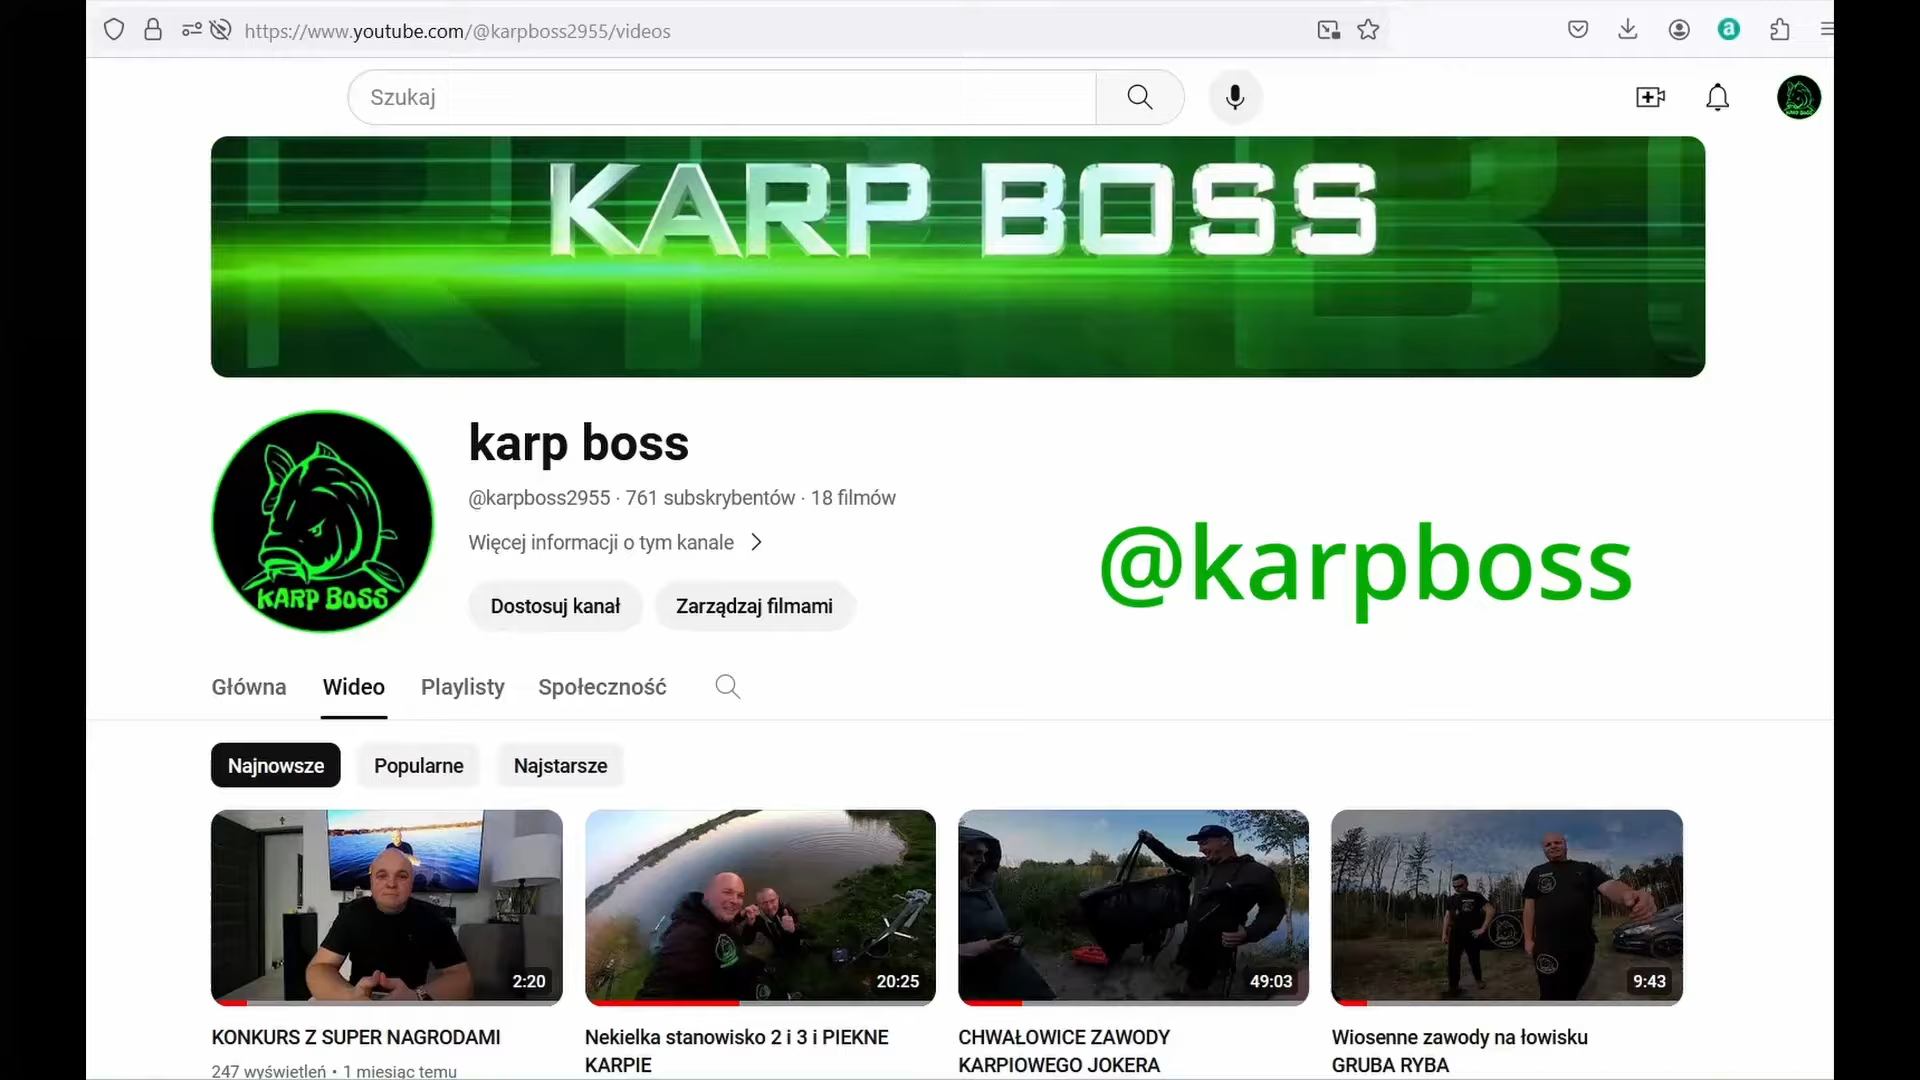 https://www.youtube.com/@karpboss2955/videos
Szukaj
KARP BOSS
KARP BOSS
karp boss
@karpboss2955 · 761 subskrybentów · 18 filmów
Więcej informacji o tym kanale
@karpboss
Dostosuj kanał Zarządzaj filmami
Główna Wideo Playlisty Społeczność
Najnowsze Popularne Najstarsze
2:20 20:25 49:03 9:43
KONKURS Z SUPER NAGRODAMI
247 wyświetleń • 1 miesiąc temu
Nekielka stanowisko 2 i 3 i PIEKNE
KARPIE
CHWAŁOWICE ZAWODY
KARPIOWEGO JOKERA
Wiosenne zawody na łowisku
GRUBA RYBA